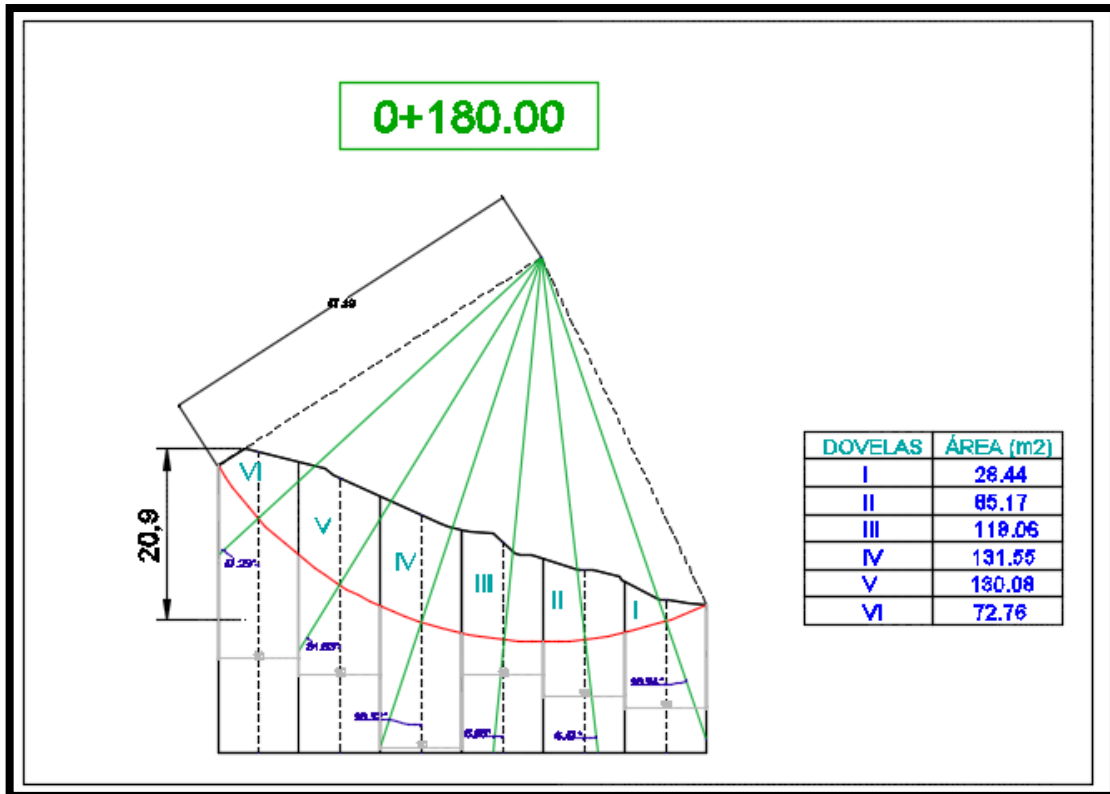 0+180.00
20,9
VI
V
IV
III
II
I
DOVELAS ÁREA (m2)
I 28.44
II 85.17
III 118.06
IV 131.55
V 130.08
VI 72.76